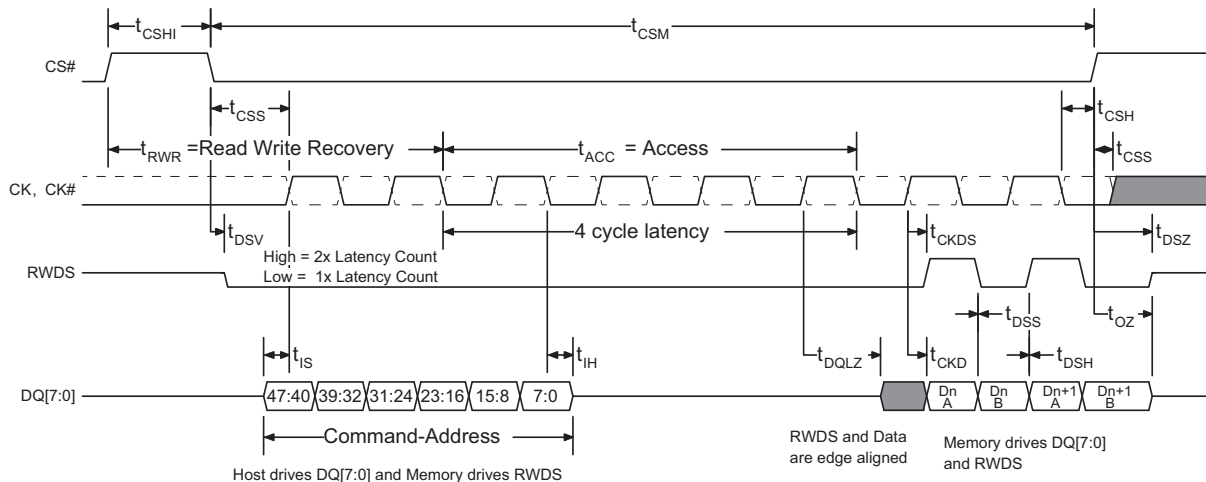 tCSHI
tCSM
CS#
tCSS
tCSH
tRWR =Read Write Recovery
tACC = Access
tCSS
CK, CK#
tDSV
4 cycle latency
tCKDS
tDSZ
High = 2x Latency Count
Low = 1x Latency Count
RWDS
tDSS
tOZ
tIS
tIH
tDQLZ
tCKD
tDSH
DQ[7:0]
47:40 39:32 31:24 23:16 15:8 7:0
Dn A
Dn B
Dn+1 A
Dn+1 B
Command-Address
RWDS and Data
are edge aligned
Memory drives DQ[7:0]
and RWDS
Host drives DQ[7:0] and Memory drives RWDS